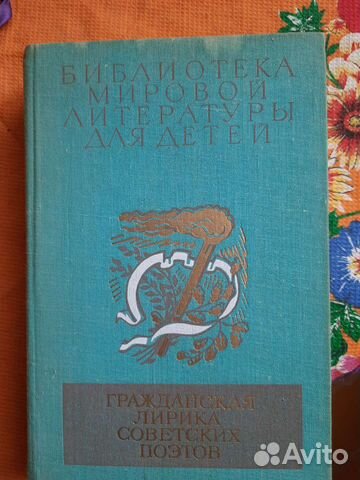 БИБЛИОТЕКА
МИРОВОЙ
ЛИТЕРАТУРЫ
ДЛЯ ДЕТЕЙ
ГРАЖДАНСКАЯ
ЛИРИКА
СОВЕТСКИХ
ПОЭТОВ
Avito